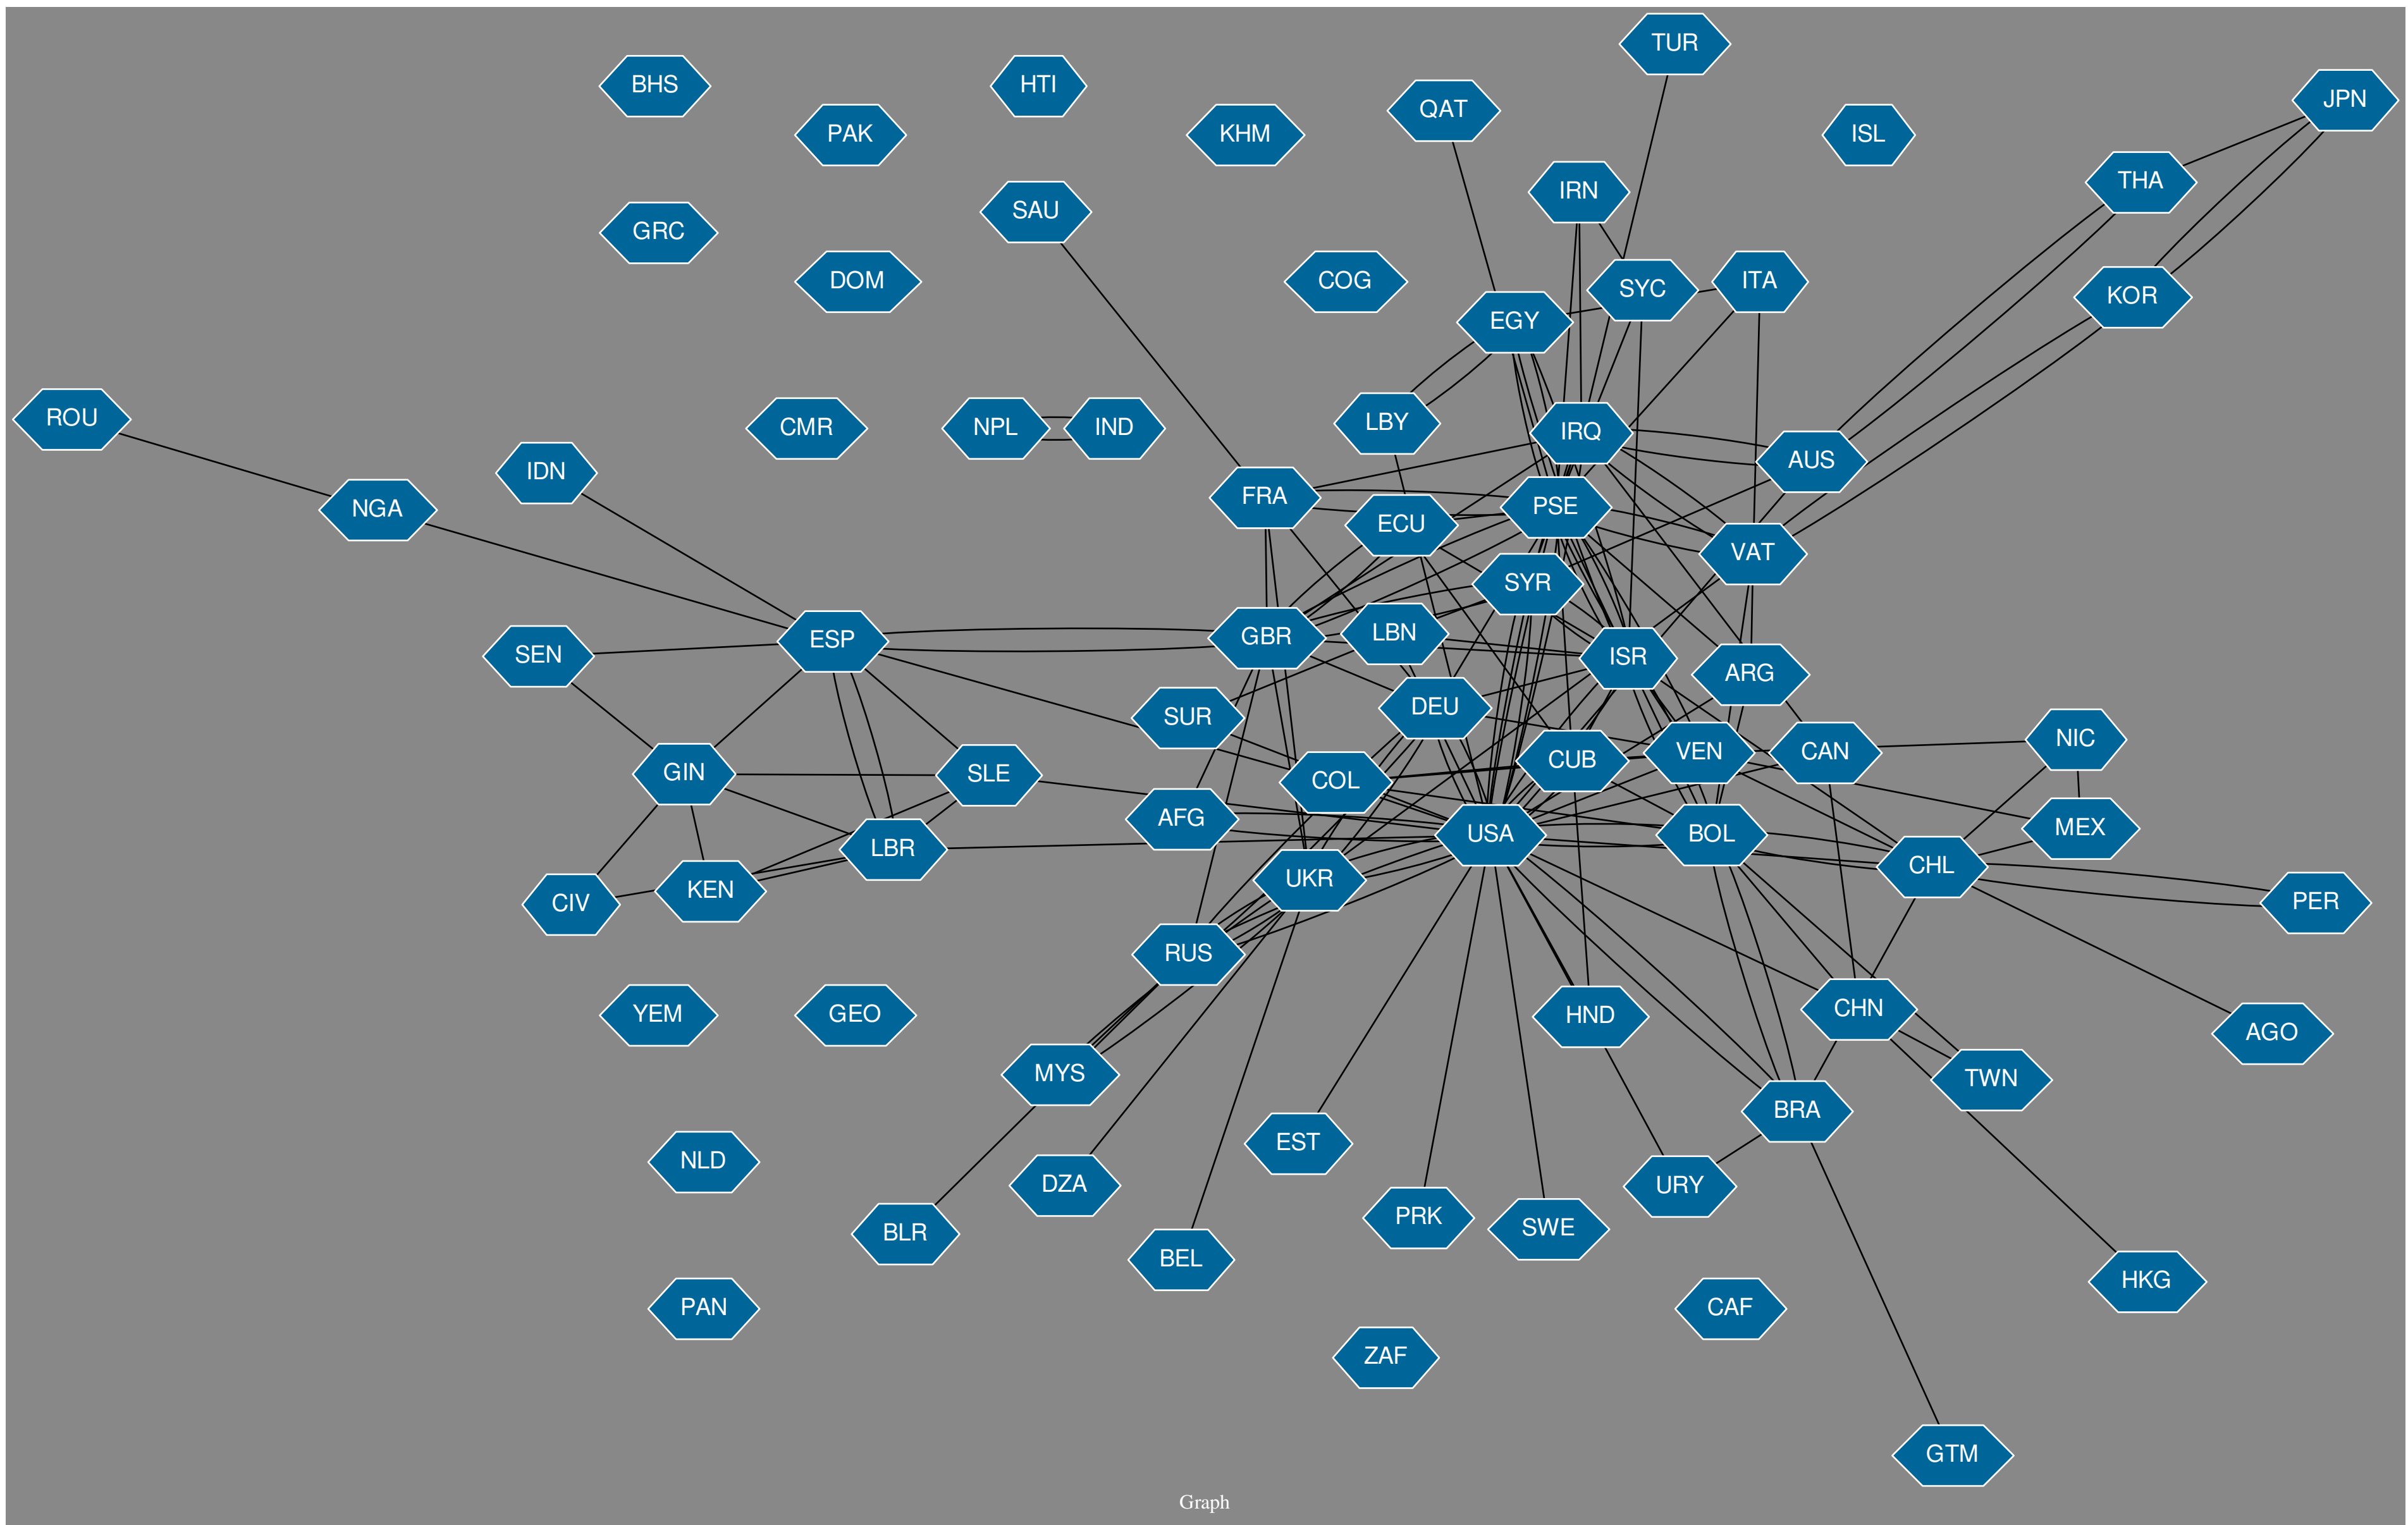 TUR
BHS
HTI
JPN
QAT
PAK
KHM
ISL
THA
IRN
SAU
GRC
DOM
COG
SYC
ITA
KOR
EGY
ROU
LBY
CMR
NPL
IND
IRQ
AUS
IDN
FRA
NGA
PSE
ECU
VAT
SYR
ESP
GBR
LBN
SEN
ISR
ARG
DEU
SUR
NIC
VEN
CAN
CUB
GIN
SLE
COL
AFG
MEX
USA
BOL
LBR
CHL
UKR
KEN
CIV
PER
RUS
CHN
YEM
GEO
HND
AGO
MYS
TWN
BRA
EST
NLD
DZA
URY
PRK
SWE
BLR
BEL
HKG
PAN
CAF
ZAF
GTM
Graph